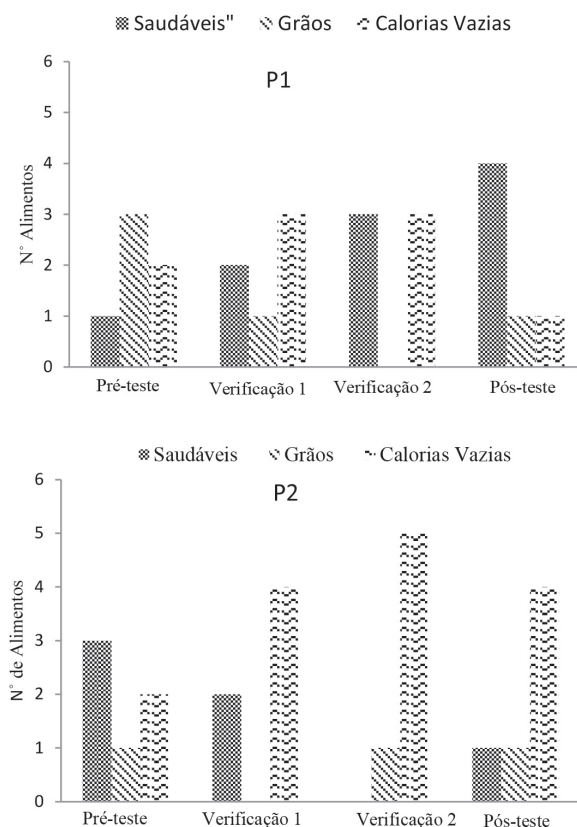 Saudáveis" Grãos Calorias Vazias
P1
6
5
4
3
2
1
0
N° Alimentos
Pré-teste Verificação 1 Verificação 2 Pós-teste
Saudáveis Grãos Calorias Vazias
P2
6
5
4
3
2
1
0
N° de Alimentos
Pré-teste Verificação 1 Verificação 2 Pós-teste